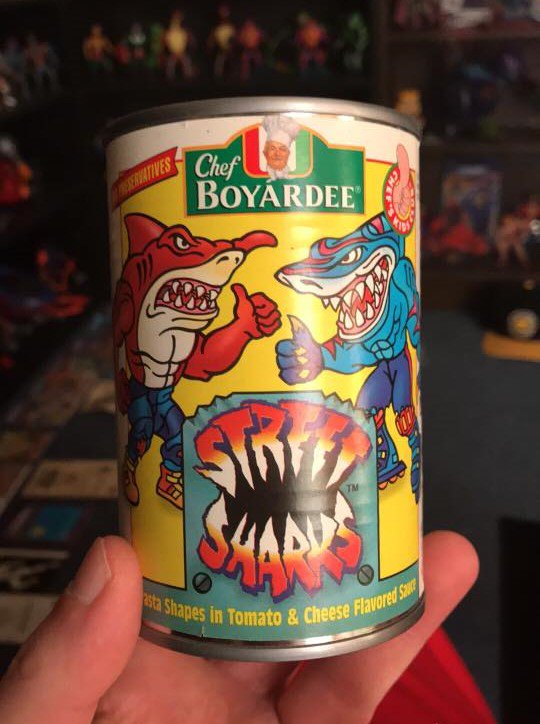 PRESERVATIVES
Chef
BOYARDEE®
STREET
SHARKS
TM
asta Shapes in Tomato & Cheese Flavored Sauce